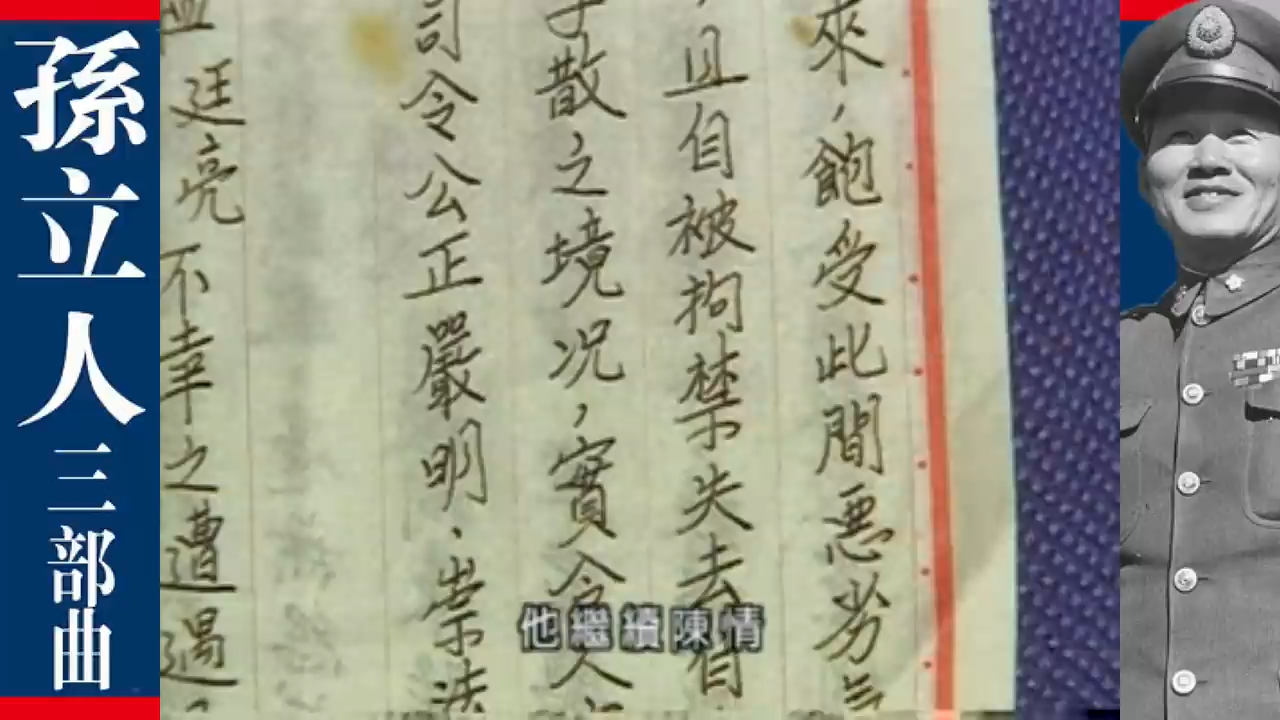 孫立人三部曲
來，飽受此間惡劣
，且自被拘禁失去自
散之境況，實令人
司令公正嚴明、崇法
廷亮不幸之遭遇
他繼續陳情